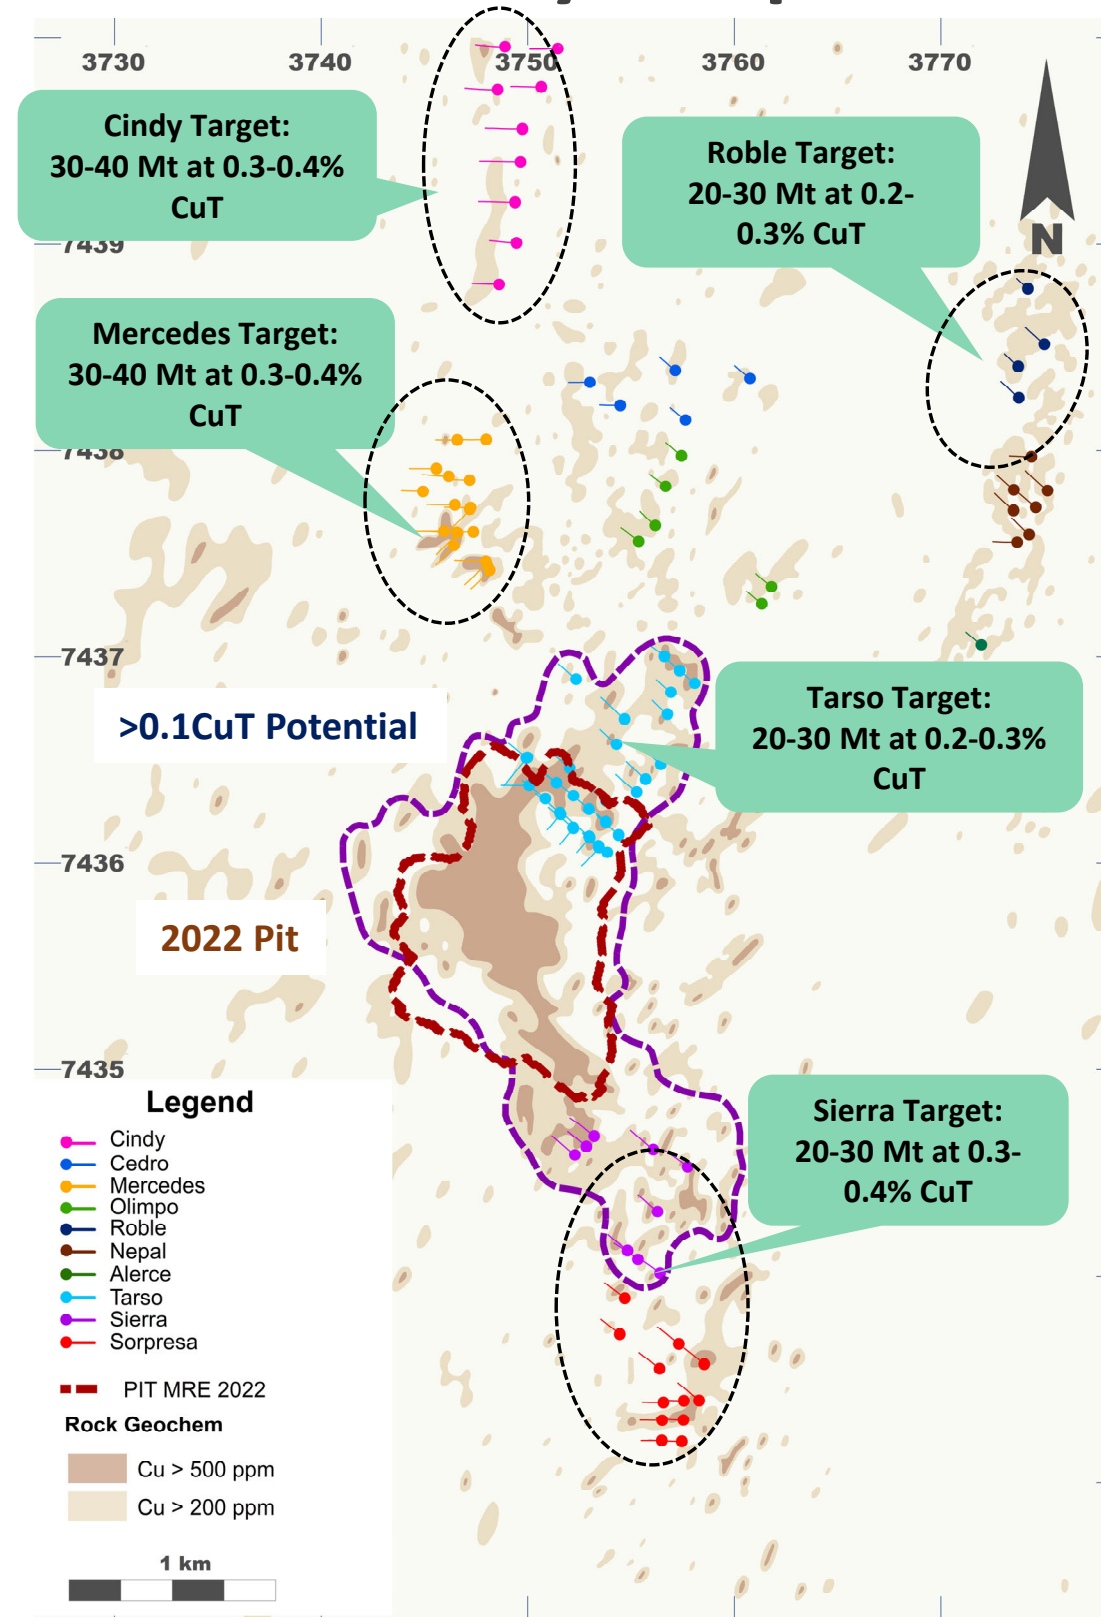 3730
3740
3750
3760
3770
Cindy Target:
30-40 Mt at 0.3-0.4%
CuT
Roble Target:
20-30 Mt at 0.2-
0.3% CuT
N
7439
Mercedes Target:
30-40 Mt at 0.3-0.4%
CuT
7438
7437
>0.1CuT Potential
Tarso Target:
20-30 Mt at 0.2-0.3%
CuT
7436
2022 Pit
7435
Sierra Target:
20-30 Mt at 0.3-
0.4% CuT
Legend
Cindy
Cedro
Mercedes
Olimpo
Roble
Nepal
Alerce
Tarso
Sierra
Sorpresa
PIT MRE 2022
Rock Geochem
Cu > 500 ppm
Cu > 200 ppm
1 km